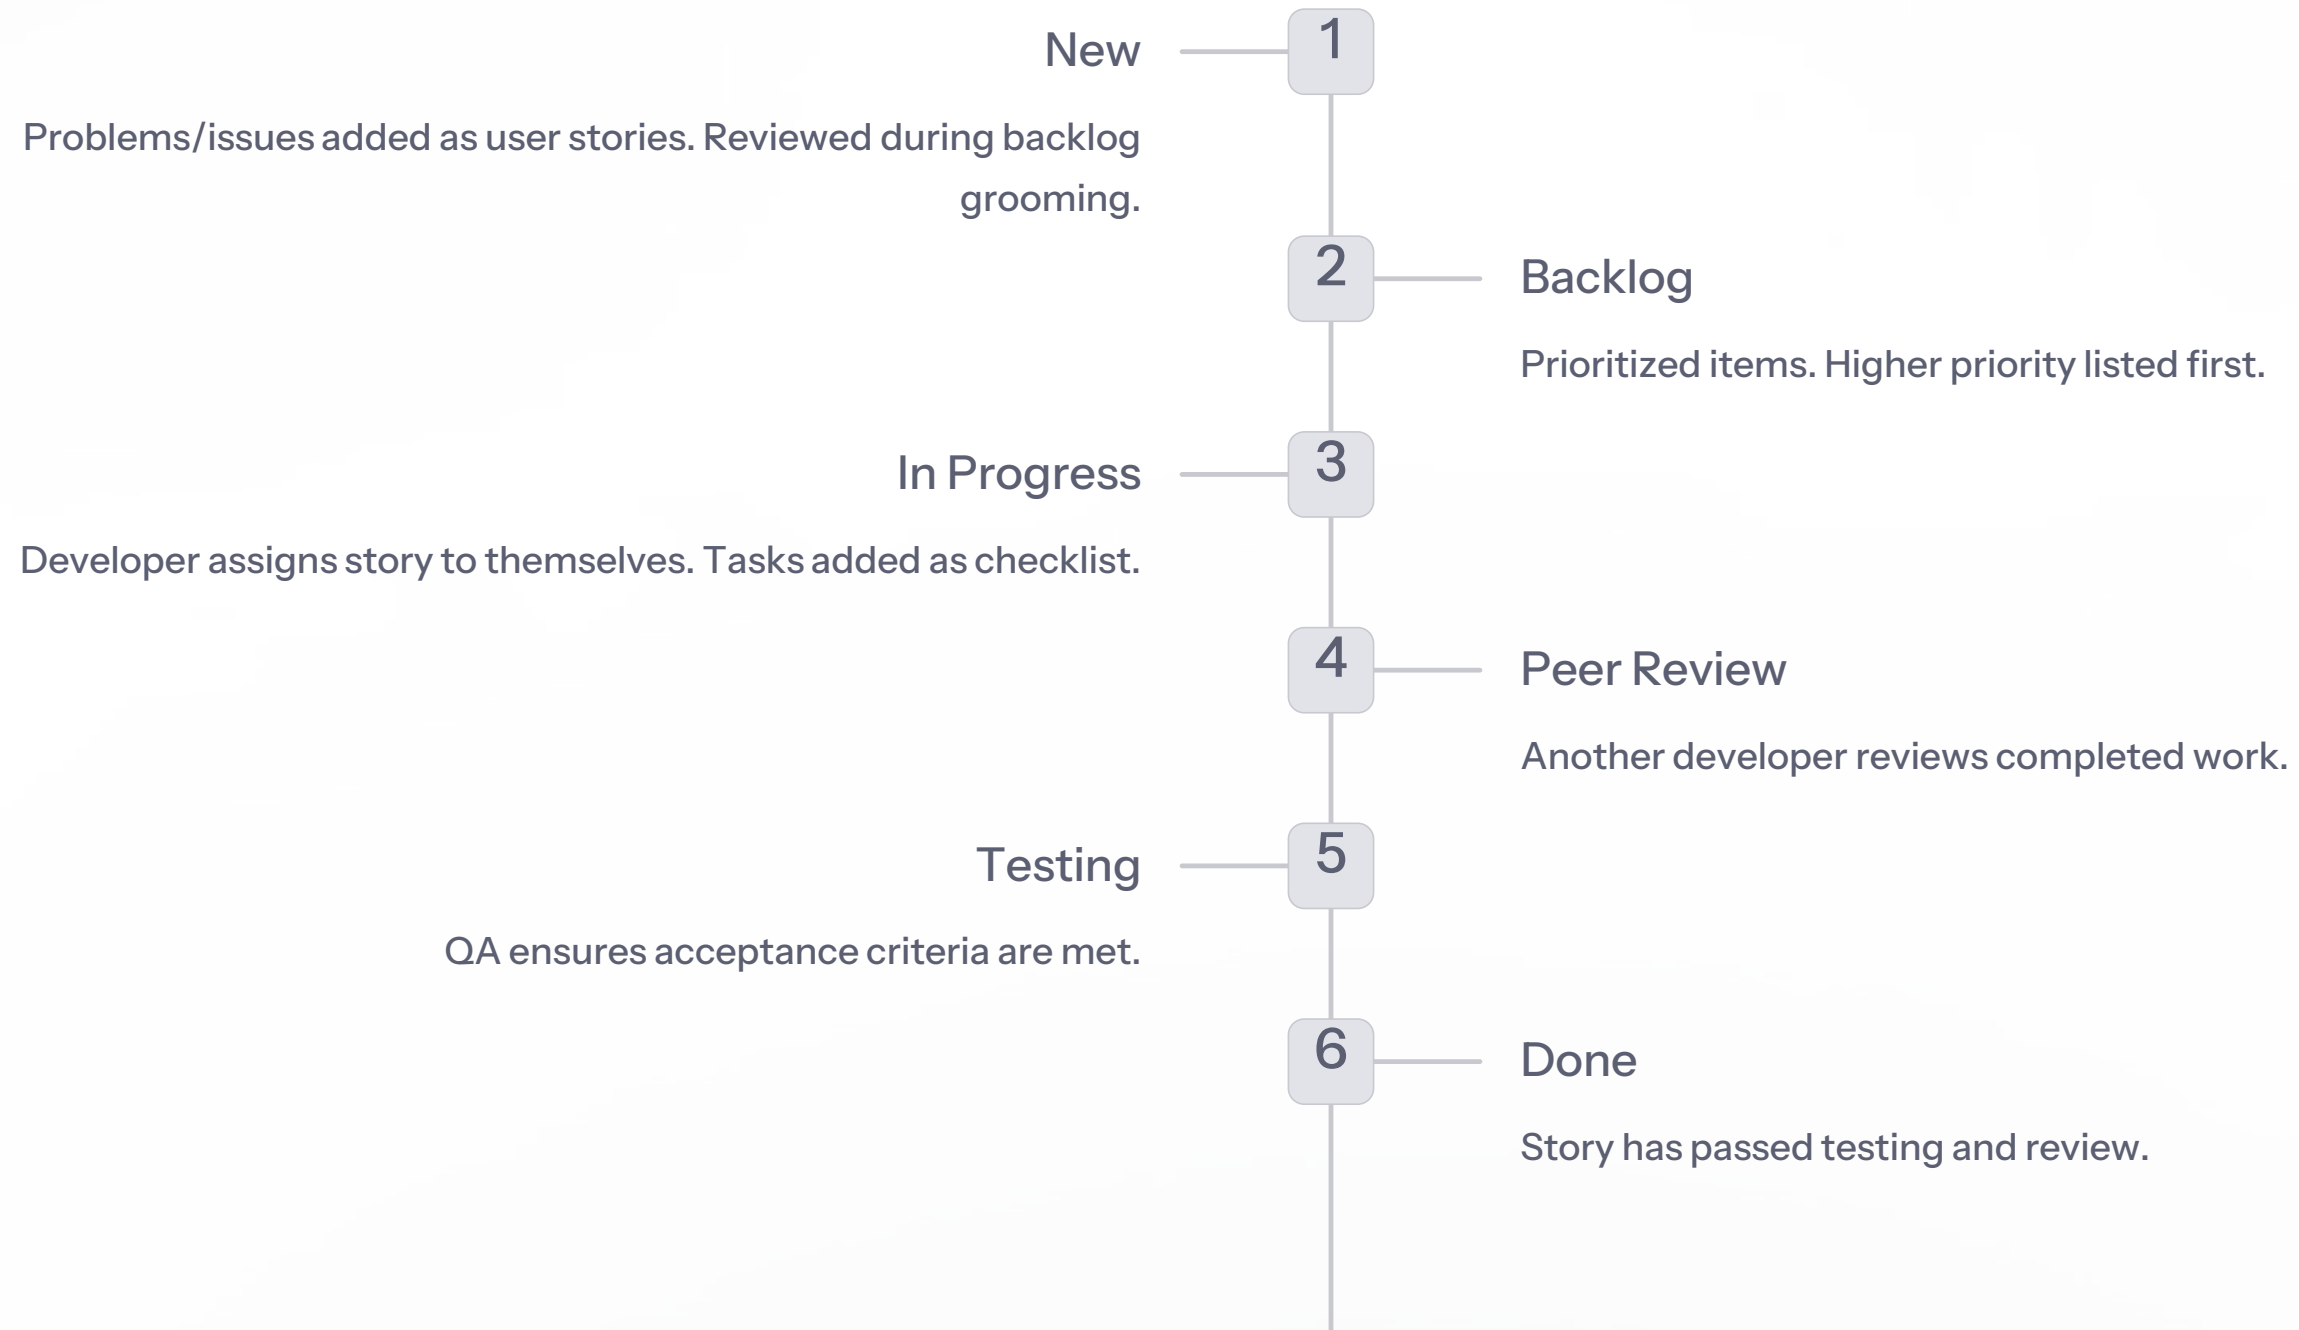 1
New
Problems/issues added as user stories. Reviewed during backlog
grooming.
2
Backlog
Prioritized items. Higher priority listed first.
3
In Progress
Developer assigns story to themselves. Tasks added as checklist.
4
Peer Review
Another developer reviews completed work.
5
Testing
QA ensures acceptance criteria are met.
6
Done
Story has passed testing and review.